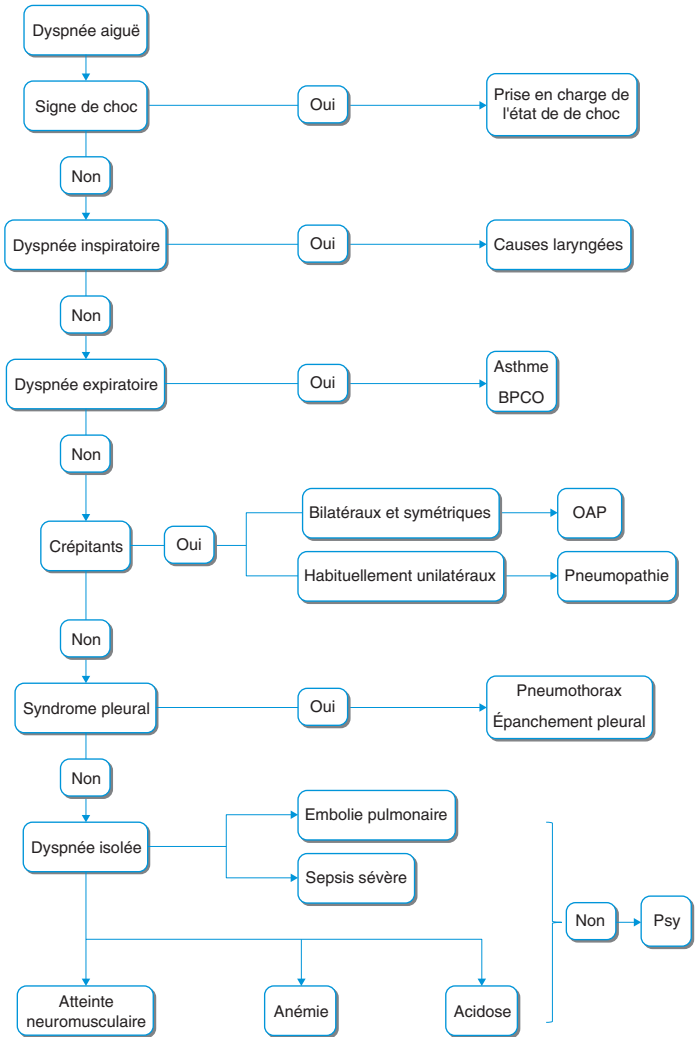 Dyspnée aiguë
Signe de choc
Oui
Prise en charge de
l'état de de choc
Non
Dyspnée inspiratoire
Oui
Causes laryngées
Non
Dyspnée expiratoire
Oui
Asthme
BPCO
Non
Crépitants
Oui
Bilatéraux et symétriques
OAP
Habituellement unilatéraux
Pneumopathie
Non
Syndrome pleural
Oui
Pneumothorax
Épanchement pleural
Non
Dyspnée isolée
Embolie pulmonaire
Sepsis sévère
Non
Psy
Atteinte
neuromusculaire
Anémie
Acidose